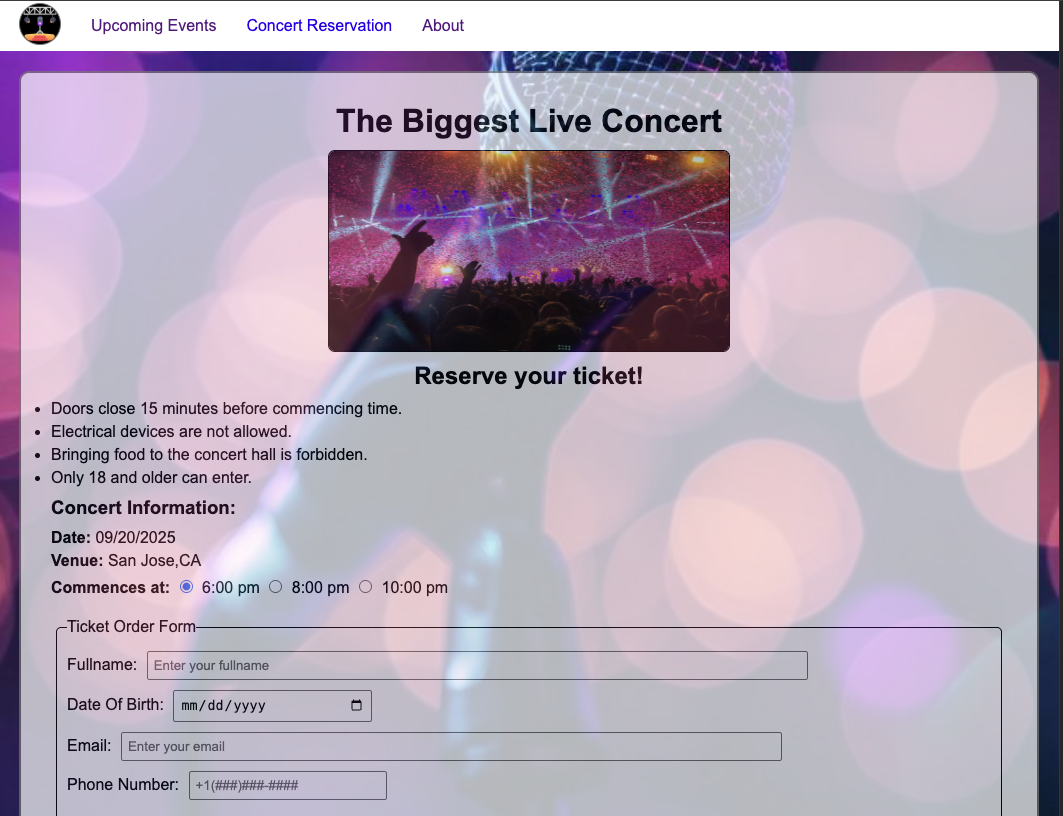 Upcoming Events Concert Reservation About
The Biggest Live Concert
Reserve your ticket!
Doors close 15 minutes before commencing time.
Electrical devices are not allowed.
Bringing food to the concert hall is forbidden.
Only 18 and older can enter.
Concert Information:
Date: 09/20/2025
Venue: San Jose,CA
Commences at: 6:00 pm 8:00 pm 10:00 pm
Ticket Order Form
Fullname: Enter your fullname
Date Of Birth: mm/dd/yyyy
Email: Enter your email
Phone Number: +1(###)###-####